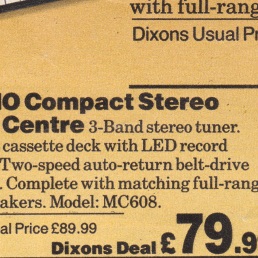 with full-rang
Dixons Usual Pr
IO Compact Stereo
Centre 3-Band stereo tuner.
cassette deck with LED record
Two-speed auto-return belt-drive
. Complete with matching full-rang
akers. Model: MC608.
al Price £89.99
Dixons Deal £79.9